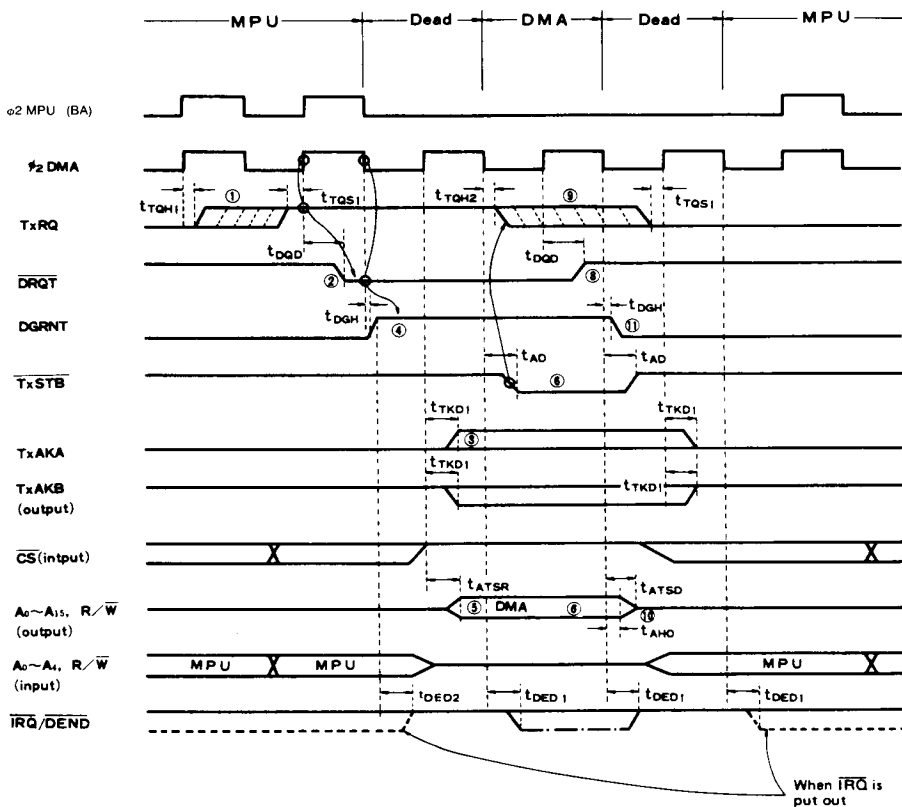 MPU Dead DMA Dead MPU
φ2 MPU (BA)
φ2 DMA
tTQH1 ① tTQS1 tTQH2 ⑨ tTQS1
TxRQ
tDQD tDQD
DRQT ② ⑧
tDGH tDGH
DGRNT ④ ⑪
tAD tAD
TxSTB ⑥
tTKD1 tTKD1
TxAKA ③
tTKD1 tTKD1
TxAKB
(output)
CS(intput)
tATSR tATSD
A0~A15, R/W ⑤ DMA ⑥ ⑩
(output)
tAHO
A0~A4, R/W MPU MPU MPU
(input)
tDED2 tDED1 tDED1 tDED1
IRQ/DEND
When IRQ is
put out